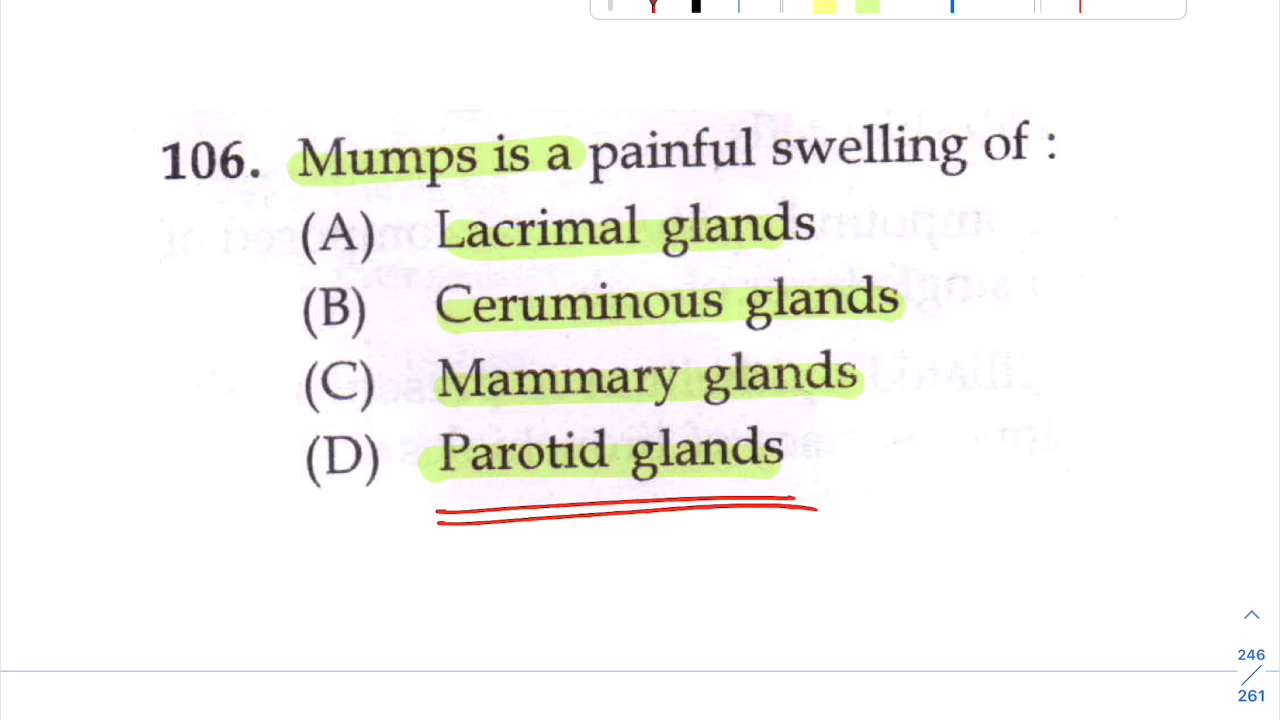 106. Mumps is a painful swelling of :
(A) Lacrimal glands
(B) Ceruminous glands
(C) Mammary glands
(D) Parotid glands
246
261